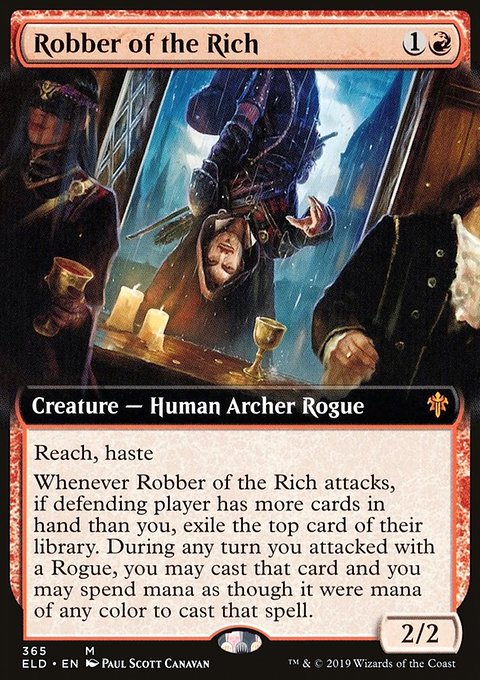 Robber of the Rich 1
Creature — Human Archer Rogue
Reach, haste
Whenever Robber of the Rich attacks,
if defending player has more cards in
hand than you, exile the top card of their
library. During any turn you attacked with
a Rogue, you may cast that card and you
may spend mana as though it were mana
of any color to cast that spell.
2/2
365 M
ELD • EN Paul Scott Canavan ™ & © 2019 Wizards of the Coast